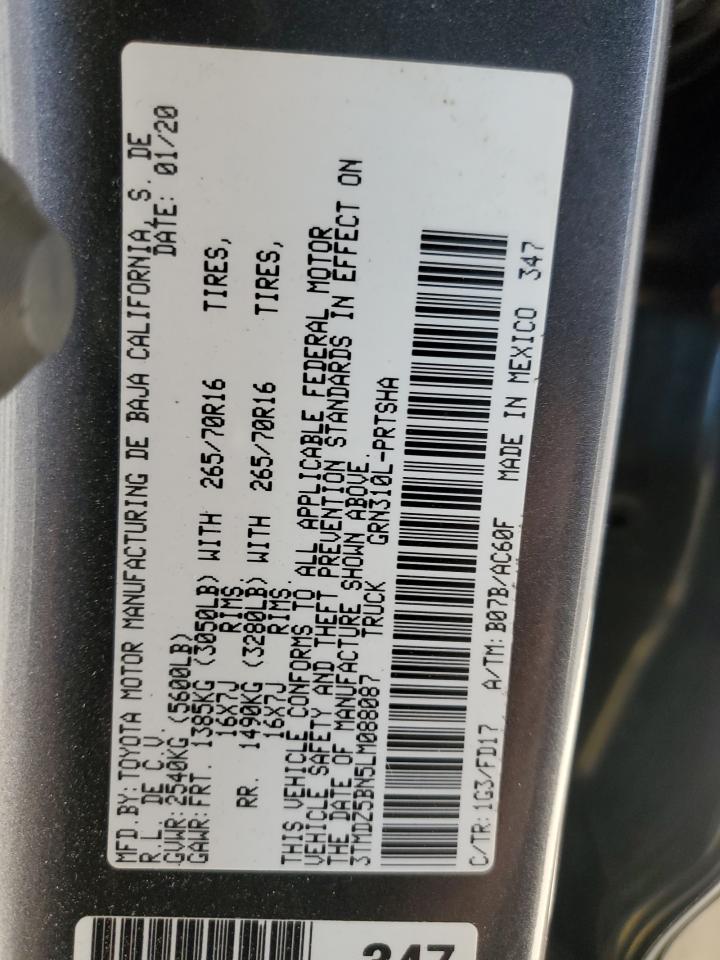 MFD. BY: TOYOTA MOTOR MANUFACTURING DE BAJA CALIFORNIA, S. DE
R.L. DE C.V. DATE: 01/20
GVWR: 2540KG (5600LB)
GAWR: FRT. 1385KG (3050LB) WITH 265/70R16 TIRES,
16X7J RIMS.
RR. 1490KG (3280LB) WITH 265/70R16 TIRES,
16X7J RIMS.
THIS VEHICLE CONFORMS TO ALL APPLICABLE FEDERAL MOTOR
VEHICLE SAFETY AND THEFT PREVENTION STANDARDS IN EFFECT ON
THE DATE OF MANUFACTURE SHOWN ABOVE.
3TMDZ5BN5LM088087 TRUCK GRN310L-PRTSHA
C/TR: 1G3/FD17 A/TM: B07B/AC60F MADE IN MEXICO 347
347